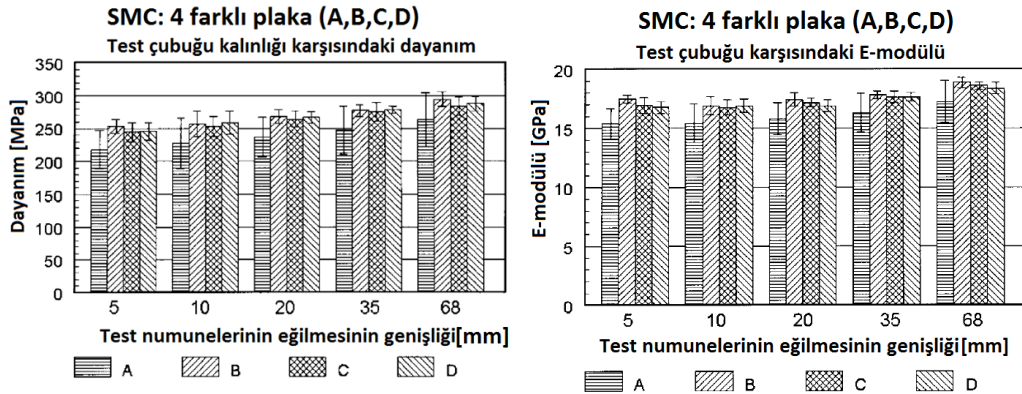 SMC: 4 farklı plaka (A,B,C,D)
Test çubuğu kalınlığı karşısındaki dayanım
Dayanım [MPa]
350
300
250
200
150
100
50
0
5 10 20 35 68
Test numunelerinin eğilmesinin genişliği[mm]
A B C D
SMC: 4 farklı plaka (A,B,C,D)
Test çubuğu karşısındaki E-modülü
E-modülü [GPa]
20
15
10
5
0
5 10 20 35 68
Test numunelerinin eğilmesinin genişliği[mm]
A B C D